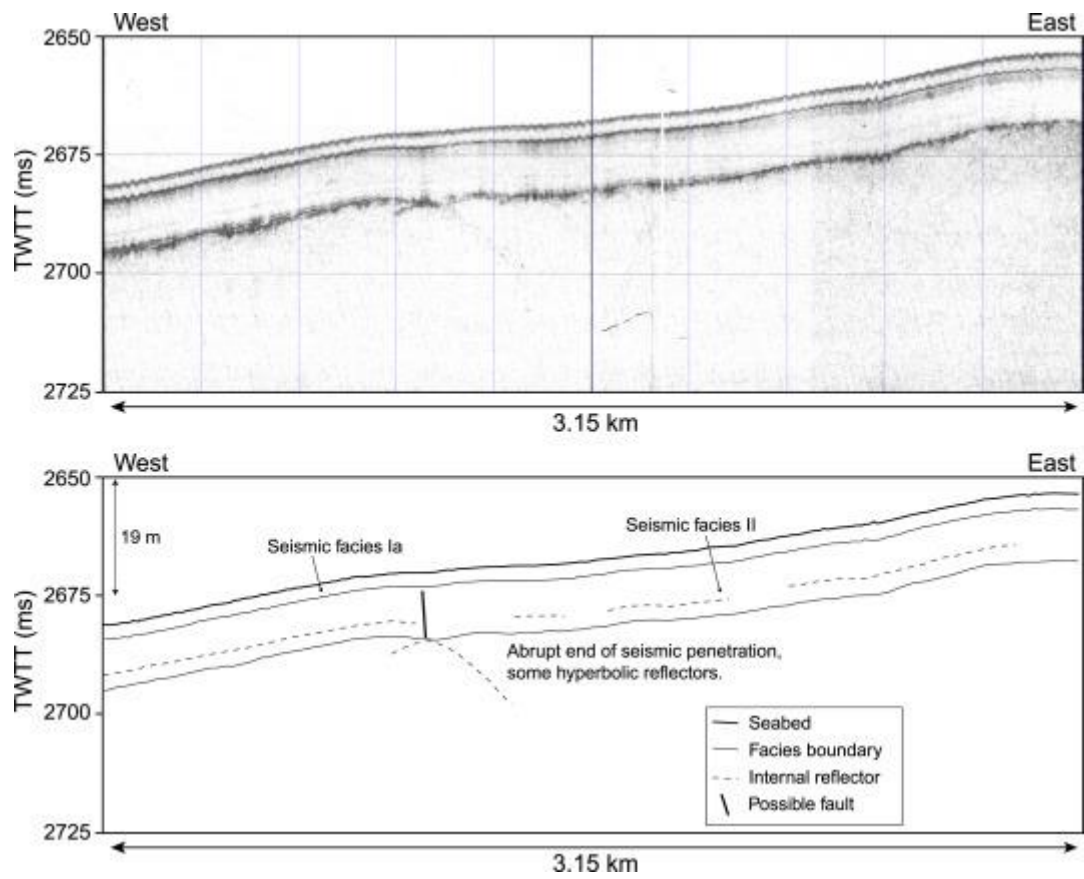 West East
2650
2675
2700
2725
TWTT (ms)
3.15 km
West East
2650
19 m
Seismic facies Ia
Seismic facies II
2675
TWTT (ms)
Abrupt end of seismic penetration,
some hyperbolic reflectors.
2700
Seabed
Facies boundary
Internal reflector
Possible fault
2725
3.15 km